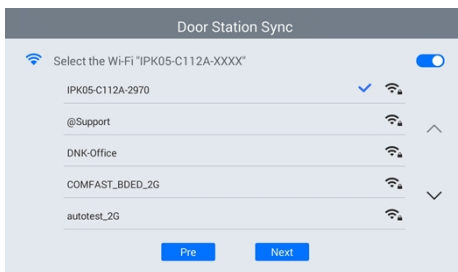 Door Station Sync
Select the Wi-Fi "IPK05-C112A-XXXX"
IPK05-C112A-2970
@Support
DNK-Office
COMFAST_BDED_2G
autotest_2G
Pre Next